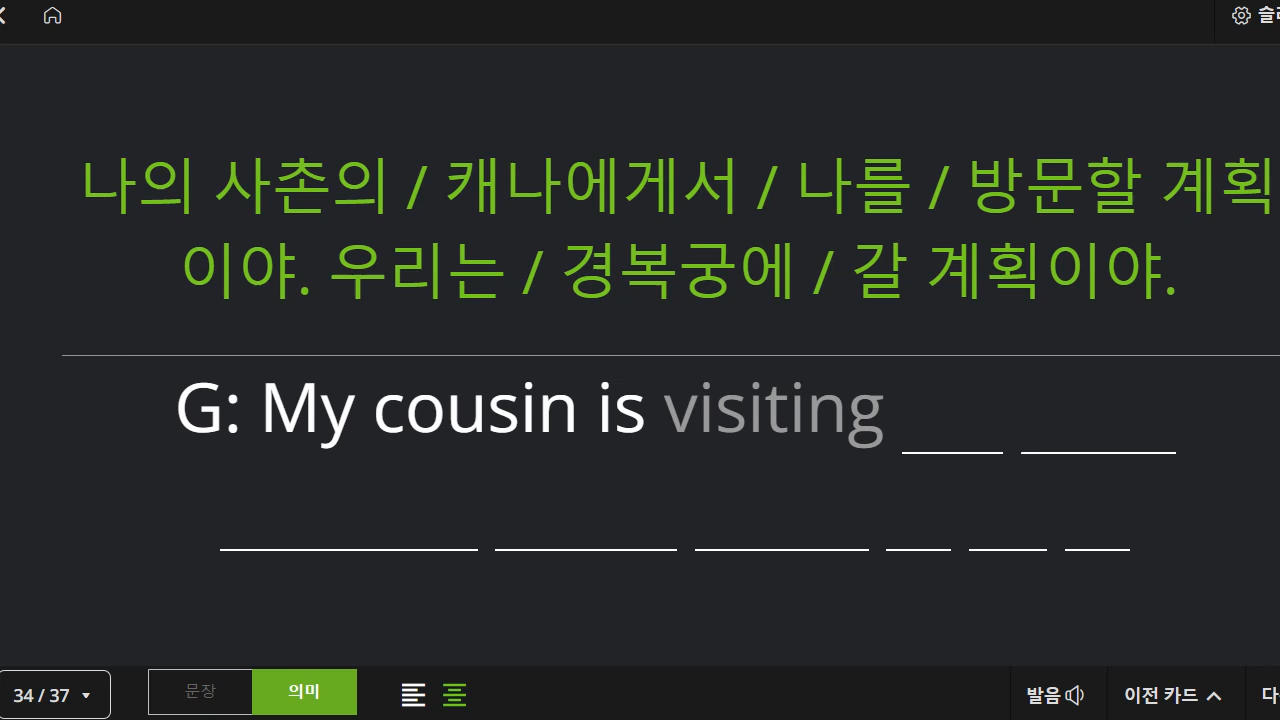 나의 사촌의 / 캐나에게서 / 나를 / 방문할 계획
이야. 우리는 / 경복궁에 / 갈 계획이야.
G: My cousin is visiting
34 / 37
문장
의미
발음
이전 카드